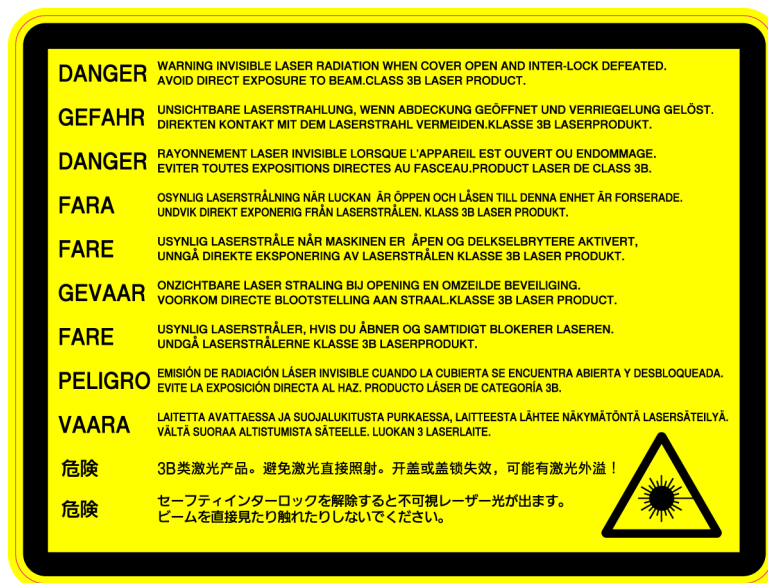 DANGER WARNING INVISIBLE LASER RADIATION WHEN COVER OPEN AND INTER-LOCK DEFEATED.
AVOID DIRECT EXPOSURE TO BEAM.CLASS 3B LASER PRODUCT.
GEFAHR UNSICHTBARE LASERSTRAHLUNG, WENN ABDECKUNG GEÖFFNET UND VERRIEGELUNG GELÖST.
DIREKTEN KONTAKT MIT DEM LASERSTRAHL VERMEIDEN.KLASSE 3B LASERPRODUKT.
DANGER RAYONNEMENT LASER INVISIBLE LORSQUE L'APPAREIL EST OUVERT OU ENDOMMAGE.
EVITER TOUTES EXPOSITIONS DIRECTES AU FASCEAU.PRODUCT LASER DE CLASS 3B.
FARA OSYNLIG LASERSTRÅLNING NÄR LUCKAN ÄR ÖPPEN OCH LÅSEN TILL DENNA ENHET ÄR FORSERADE.
UNDVIK DIREKT EXPONERIG FRÅN LASERSTRÅLEN. KLASS 3B LASER PRODUKT.
FARE USYNLIG LASERSTRÅLE NÅR MASKINEN ER ÅPEN OG DELKSELBRYTERE AKTIVERT,
UNNGÅ DIREKTE EKSPONERING AV LASERSTRÅLEN KLASSE 3B LASER PRODUKT.
GEVAAR ONZICHTBARE LASER STRALING BIJ OPENING EN OMZEILDE BEVEILIGING.
VOORKOM DIRECTE BLOOTSTELLING AAN STRAAL.KLASSE 3B LASER PRODUCT.
FARE USYNLIG LASERSTRÅLER, HVIS DU ÅBNER OG SAMTIDIGT BLOKERER LASEREN.
UNDGÅ LASERSTRÅLERNE KLASSE 3B LASERPRODUKT.
PELIGRO EMISIÓN DE RADIACIÓN LÁSER INVISIBLE CUANDO LA CUBIERTA SE ENCUENTRA ABIERTA Y DESBLOQUEADA.
EVITE LA EXPOSICIÓN DIRECTA AL HAZ. PRODUCTO LÁSER DE CATEGORÍA 3B.
VAARA LAITETTA AVATTAESSA JA SUOJALUKITUSTA PURKAESSA, LAITTEESTA LÄHTEE NÄKYMÄTÖNTÄ LASERSÄTEILYÄ.
VÄLTÄ SUORAA ALTISTUMISTA SÄTEELLE. LUOKAN 3 LASERLAITE.
危険 3B类激光产品。避免激光直接照射。开盖或盖锁失效，可能有激光外溢！
危険 セーフティインターロックを解除すると不可視レーザー光が出ます。
ビームを直接見たり触れたりしないでください。